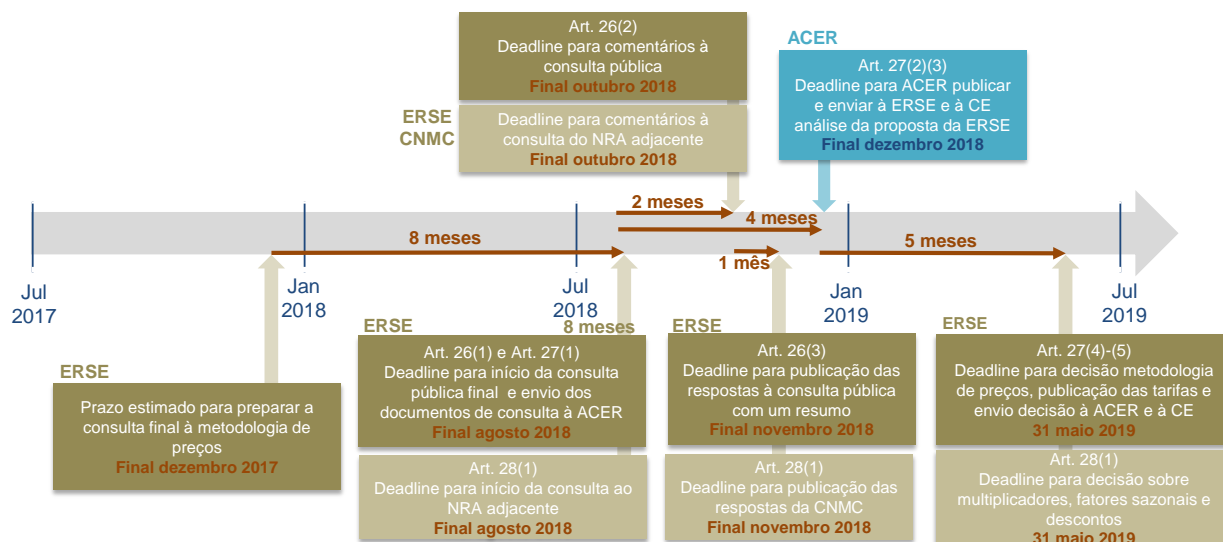 Art. 26(2)
Deadline para comentários à
consulta pública
Final outubro 2018
ERSE
CNMC
Deadline para comentários à
consulta do NRA adjacente
Final outubro 2018
ACER
Art. 27(2)(3)
Deadline para ACER publicar
e enviar à ERSE e à CE
análise da proposta da ERSE
Final dezembro 2018
2 meses
4 meses
8 meses
1 mês
5 meses
Jul
2017
Jan
2018
Jul
2018
Jan
2019
Jul
2019
ERSE
Prazo estimado para preparar a
consulta final à metodologia de
preços
Final dezembro 2017
ERSE
8 meses
Art. 26(1) e Art. 27(1)
Deadline para início da consulta
pública final e envio dos
documentos de consulta à ACER
Final agosto 2018
Art. 28(1)
Deadline para início da consulta ao
NRA adjacente
Final agosto 2018
ERSE
Art. 26(3)
Deadline para publicação das
respostas à consulta pública
com um resumo
Final novembro 2018
Art. 28(1)
Deadline para publicação das
respostas da CNMC
Final novembro 2018
ERSE
Art. 27(4)-(5)
Deadline para decisão metodologia
de preços, publicação das tarifas e
envio decisão à ACER e à CE
31 maio 2019
Art. 28(1)
Deadline para decisão sobre
multiplicadores, fatores sazonais e
descontos
31 maio 2019